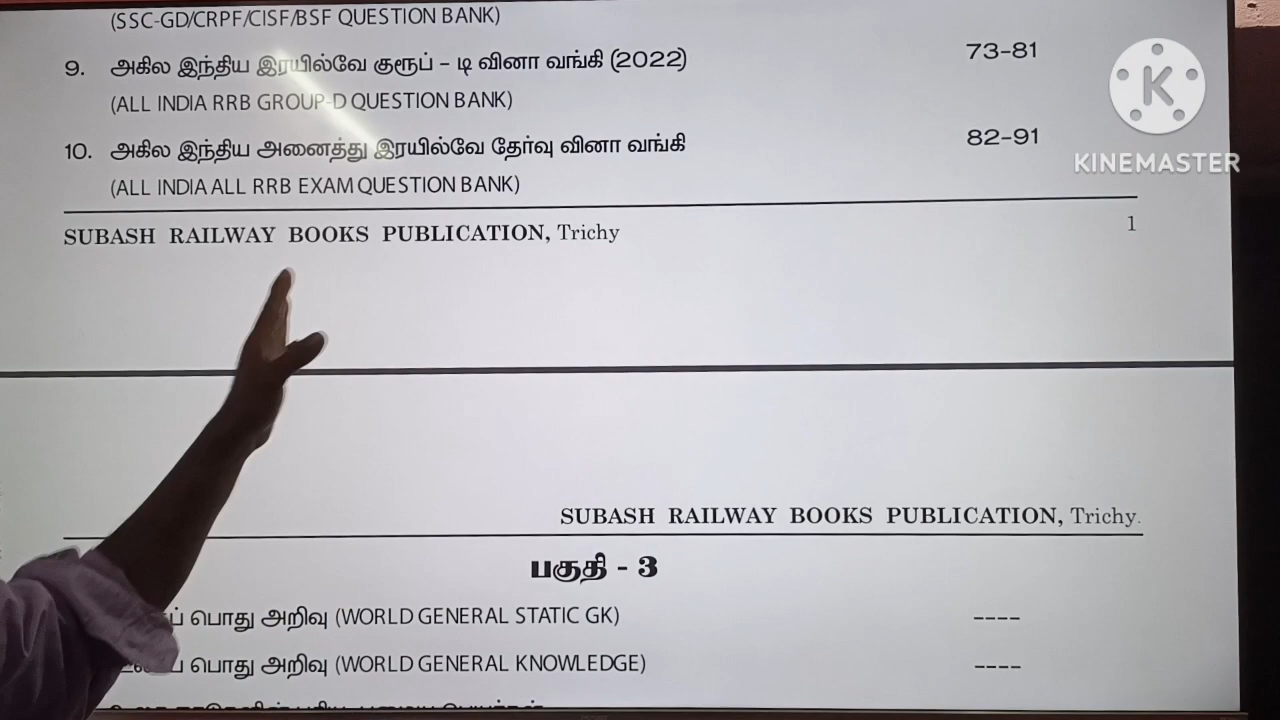 (SSC-GD/CRPF/CISF/BSF QUESTION BANK)
9. அகில இந்திய இரயில்வே குரூப் – டி வினா வங்கி (2022) 73-81
(ALL INDIA RRB GROUP-D QUESTION BANK)
10. அகில இந்திய அனைத்து இரயில்வே தேர்வு வினா வங்கி 82-91
(ALL INDIA ALL RRB EXAM QUESTION BANK)
SUBASH RAILWAY BOOKS PUBLICATION, Trichy 1
K
KINEMASTER
SUBASH RAILWAY BOOKS PUBLICATION, Trichy.
பகுதி - 3
பொது அறிவு (WORLD GENERAL STATIC GK) ----
பொது அறிவு (WORLD GENERAL KNOWLEDGE) ----